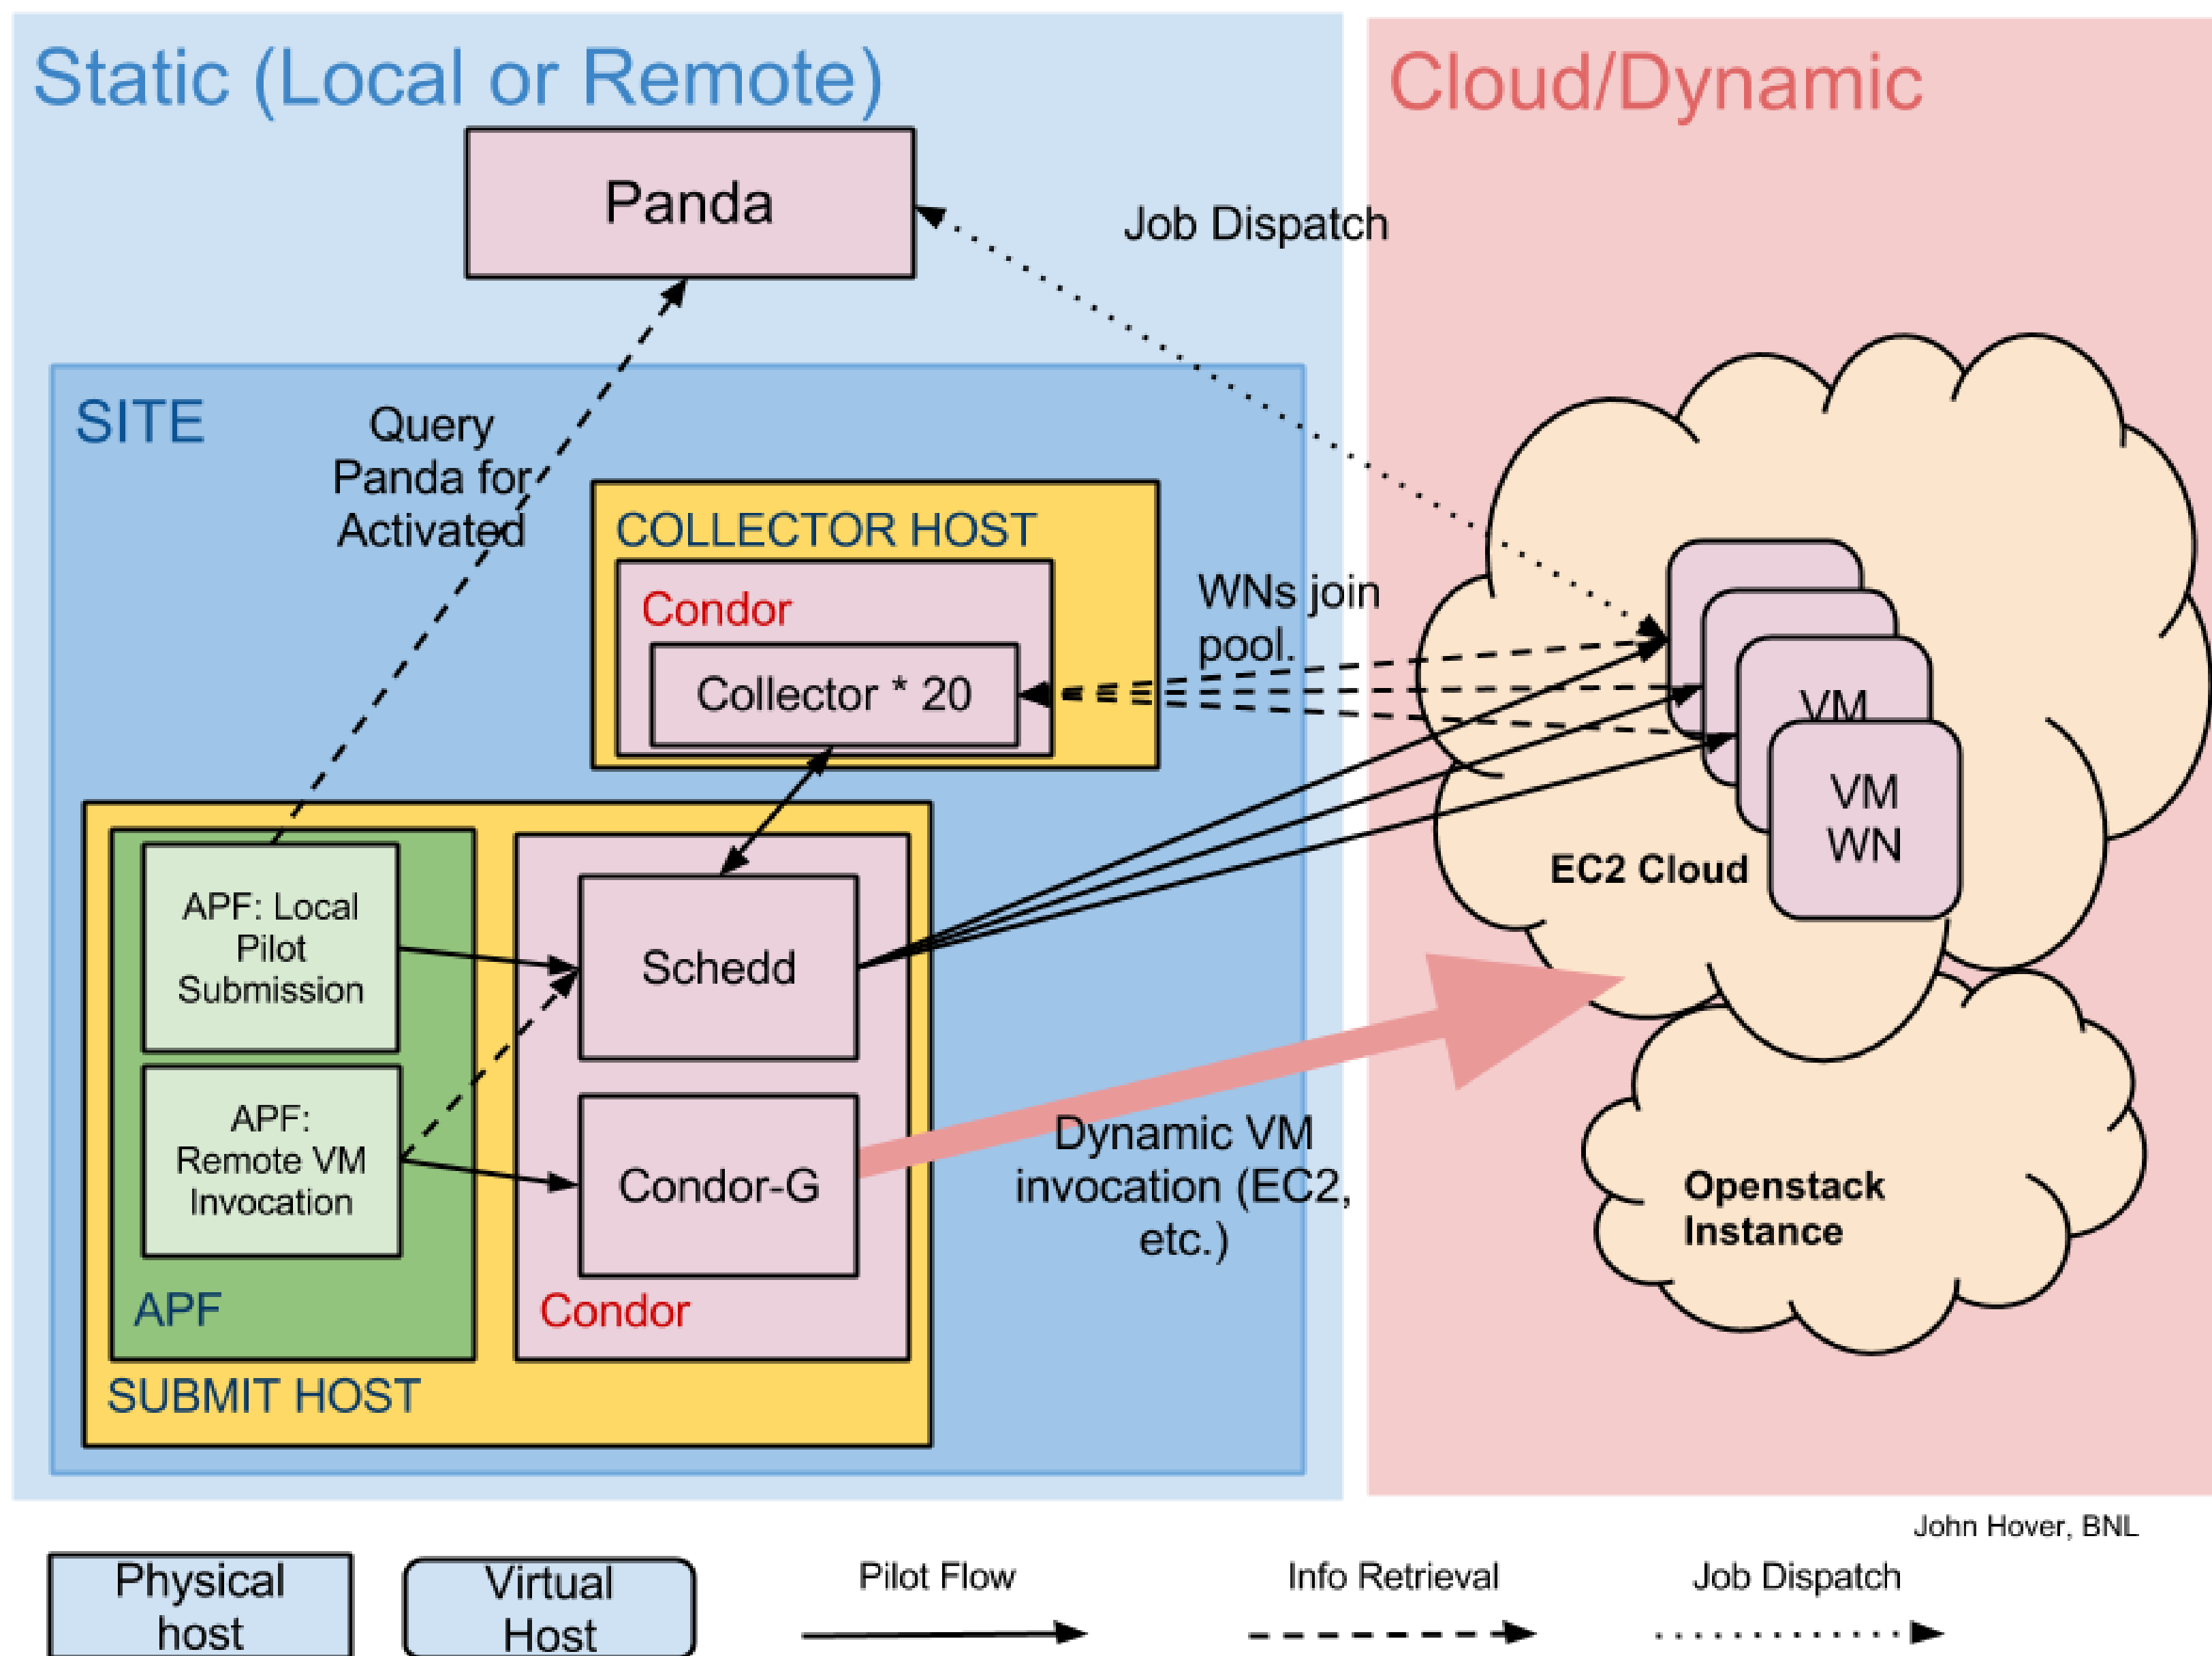 Static (Local or Remote)
Cloud/Dynamic
Panda
Job Dispatch
SITE
Query
Panda for
Activated
COLLECTOR HOST
Condor
Collector * 20
WNs join
pool.
VM
VM
WN
EC2 Cloud
APF: Local
Pilot
Submission
Schedd
APF:
Remote VM
Invocation
Condor-G
Dynamic VM
invocation (EC2,
etc.)
Openstack
Instance
APF
Condor
SUBMIT HOST
John Hover, BNL
Physical
host
Virtual
Host
Pilot Flow
Info Retrieval
Job Dispatch